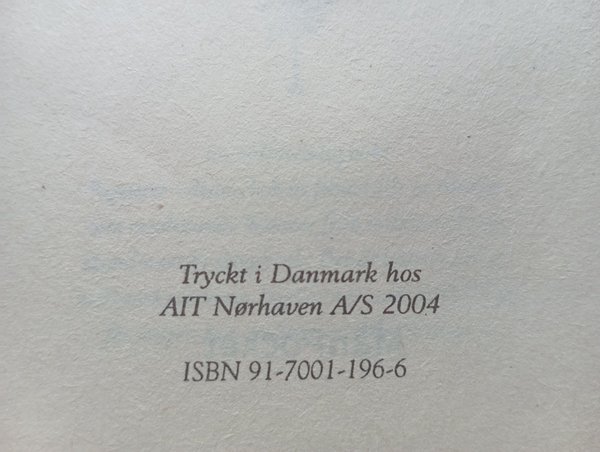 Tryckt i Danmark hos
AIT Nørhaven A/S 2004
ISBN 91-7001-196-6